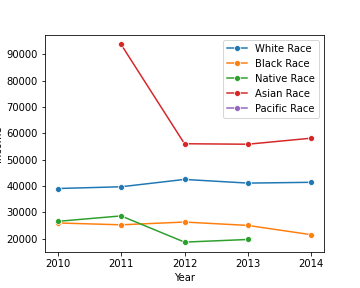 White Race
Black Race
Native Race
Asian Race
Pacific Race
90000
80000
70000
60000
50000
40000
30000
20000
2010
2011
2012
2013
2014
Year